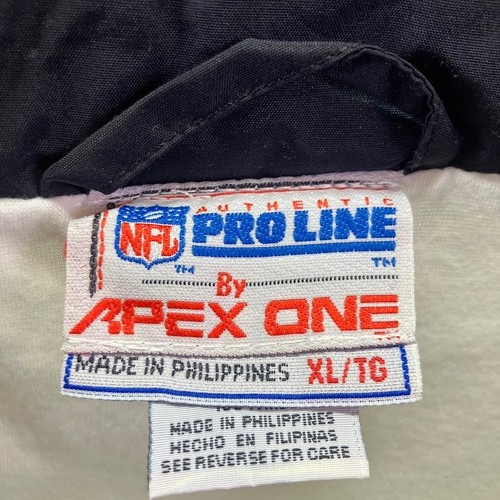 AUTHENTIC
NFL PRO LINE
TM TM
By
APEX ONE TM
MADE IN PHILIPPINES XL/TG
MADE IN PHILIPPINES
HECHO EN FILIPINAS
SEE REVERSE FOR CARE